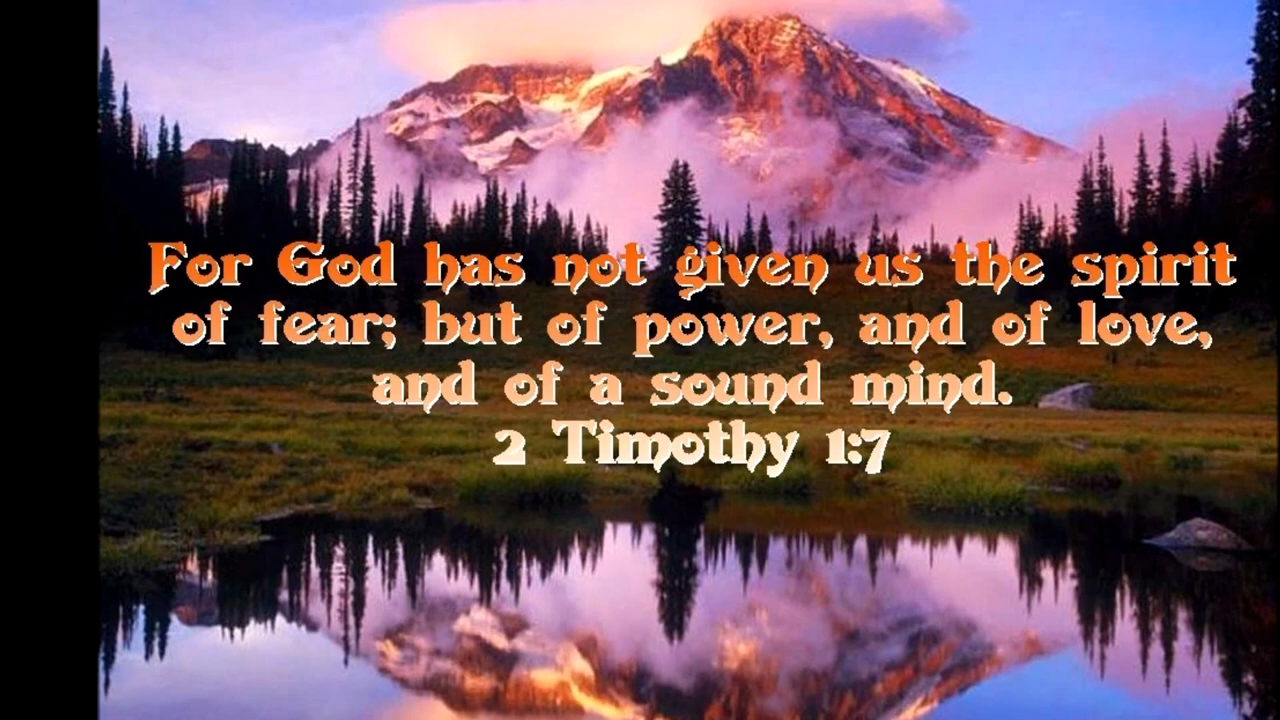 For God has not given us the spirit
of fear; but of power, and of love,
and of a sound mind.
2 Timothy 1:7